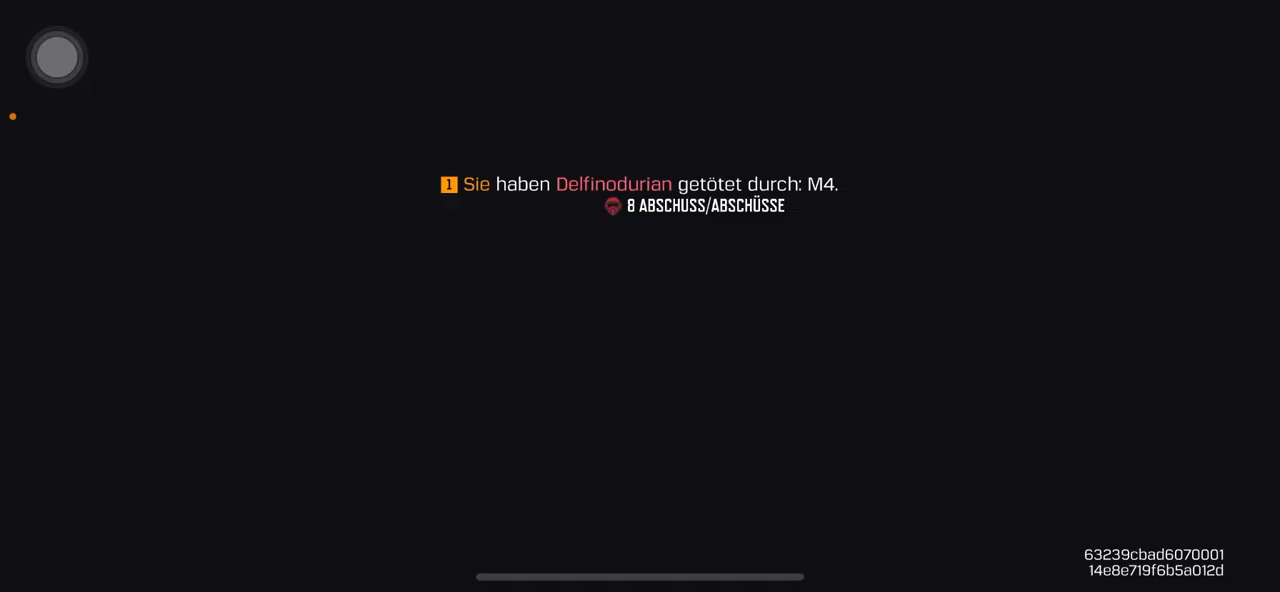 1 Sie haben Delfinodurian getötet durch: M4.
8 ABSCHUSS/ABSCHÜSSE
63239cbad6070001
14e8e719f6b5a012d